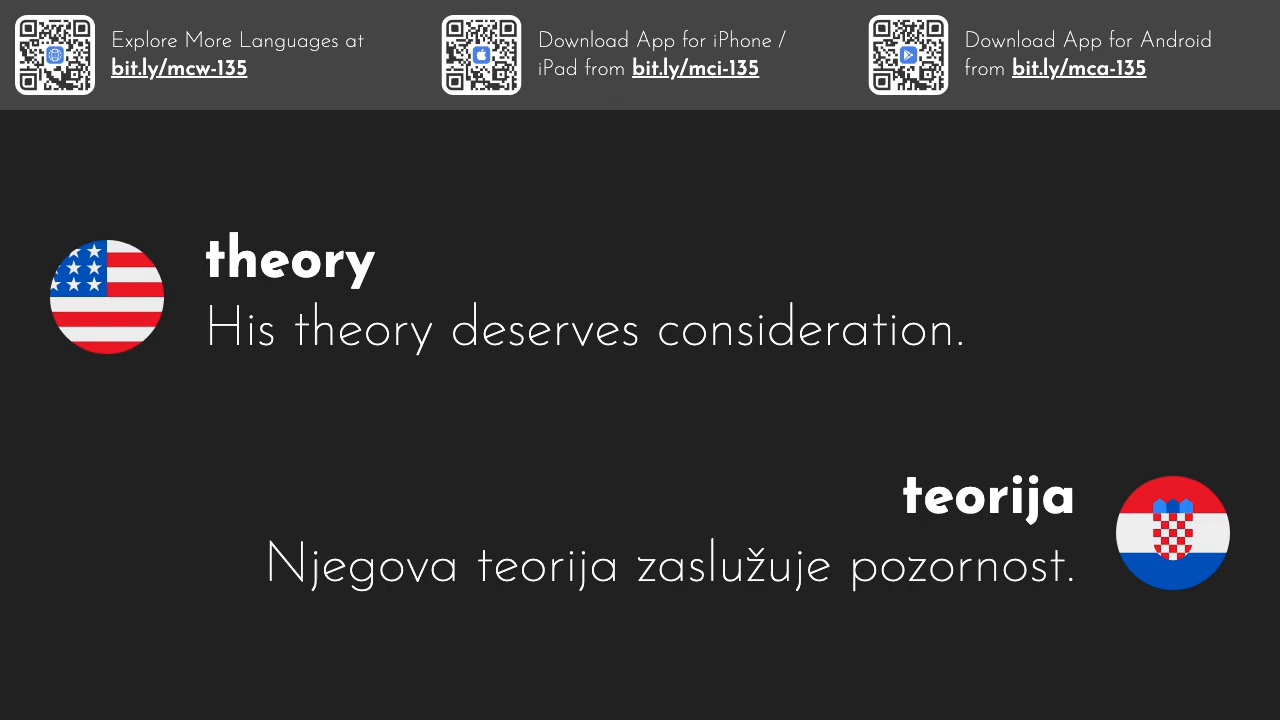 Explore More Languages at
bit.ly/mcw-135
Download App for iPhone /
iPad from bit.ly/mci-135
Download App for Android
from bit.ly/mca-135
theory
His theory deserves consideration.
teorija
Njegova teorija zaslužuje pozornost.